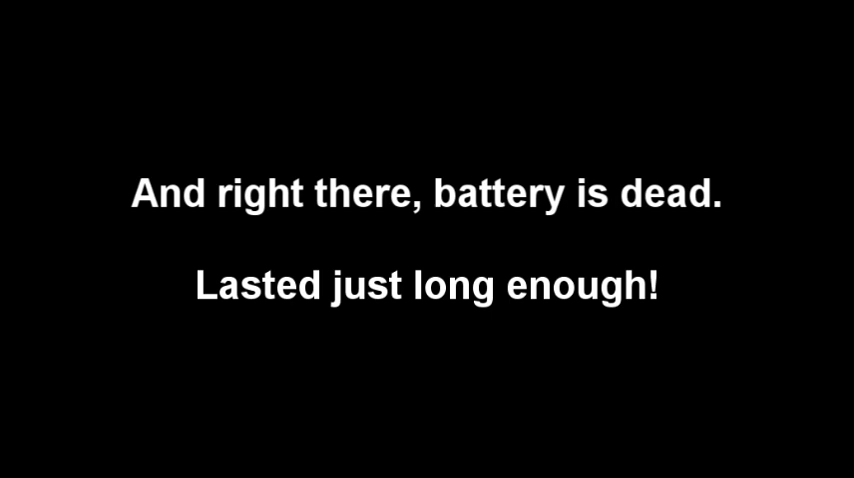 And right there, battery is dead.
Lasted just long enough!